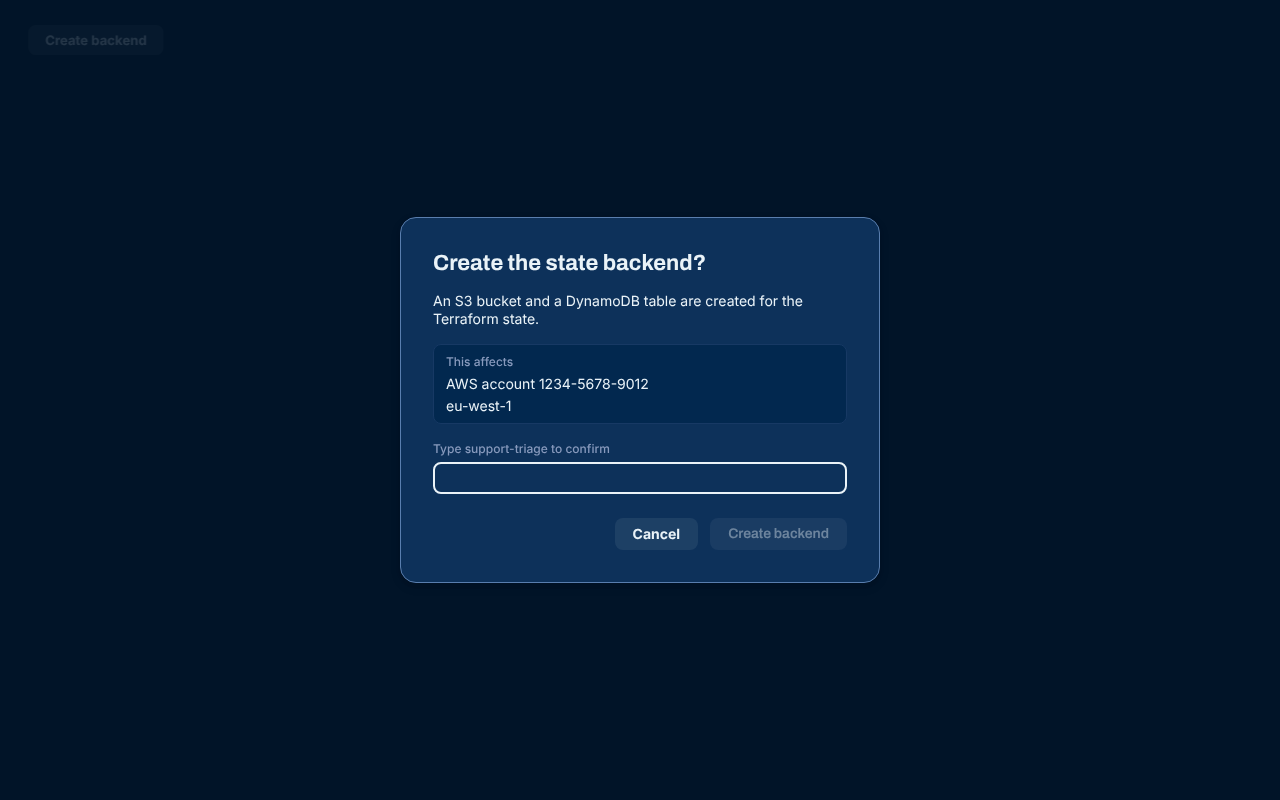 Create backend
Create the state backend?
An S3 bucket and a DynamoDB table are created for the
Terraform state.
This affects
AWS account 1234-5678-9012
eu-west-1
Type support-triage to confirm
Cancel
Create backend